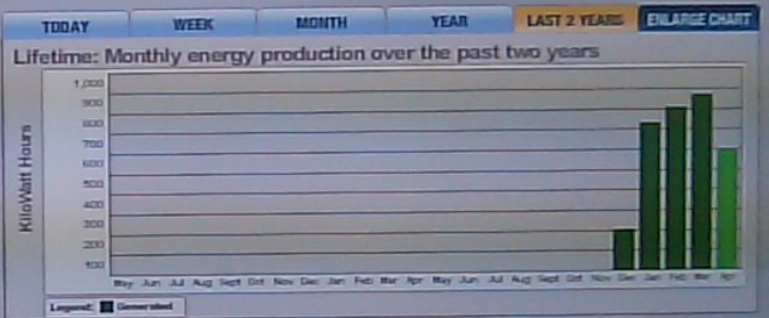 TODAY WEEK MONTH YEAR LAST 2 YEARS ENLARGE CHART
Lifetime: Monthly energy production over the past two years
KiloWatt Hours
1,000
900
800
700
600
500
400
300
200
100
May Jun Jul Aug Sept Oct Nov Dec Jan Feb Mar Apr May Jun Jul Aug Sept Oct Nov Dec Jan Feb Mar Apr
Legend: Generated